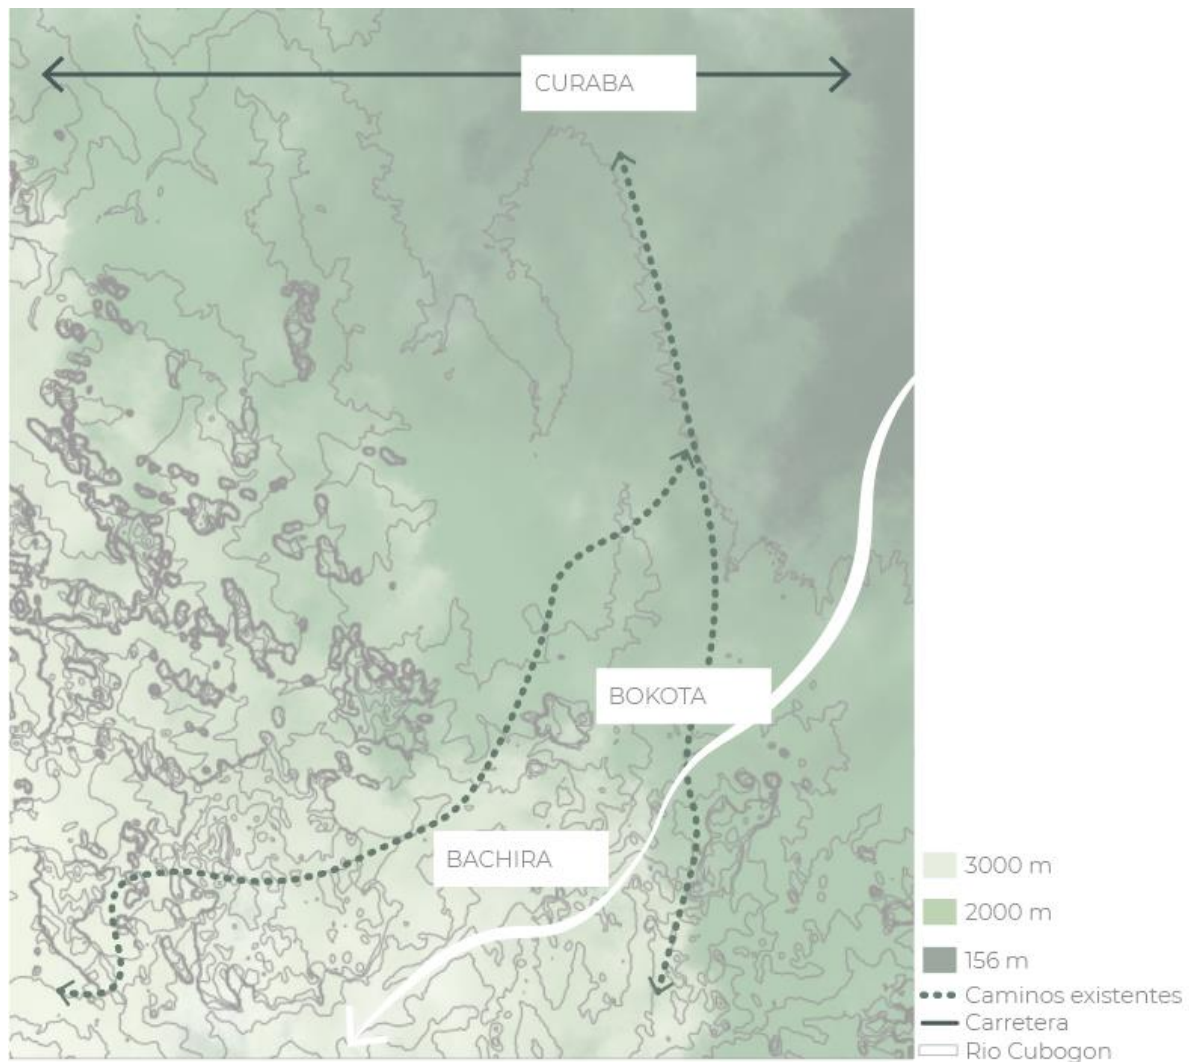 CURABA
BOKOTA
BACHIRA
3000 m
2000 m
156 m
Caminos existentes
Carretera
Rio Cubogon